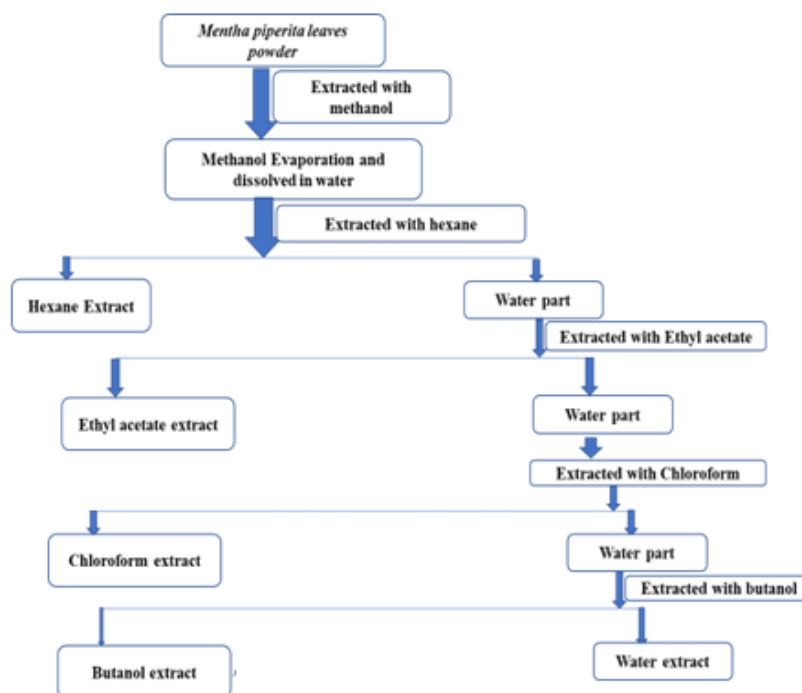 Mentha piperita leaves
powder
Extracted with
methanol
Methanol Evaporation and
dissolved in water
Extracted with hexane
Hexane Extract
Water part
Extracted with Ethyl acetate
Ethyl acetate extract
Water part
Extracted with Chloroform
Chloroform extract
Water part
Extracted with butanol
Butanol extract
Water extract